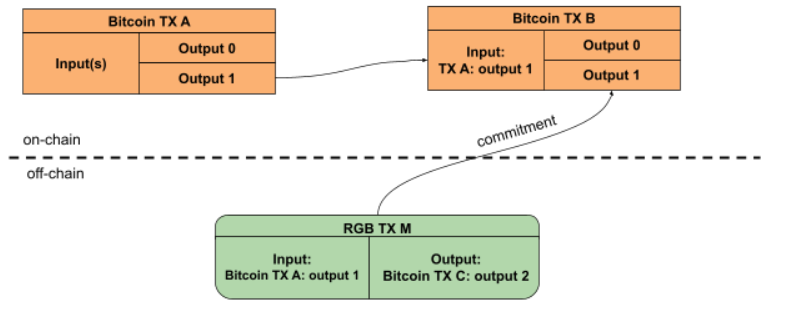 Bitcoin TX A
Input(s)
Output 0
Output 1
Bitcoin TX B
Input:
TX A: output 1
Output 0
Output 1
commitment
on-chain
off-chain
RGB TX M
Input:
Bitcoin TX A: output 1
Output:
Bitcoin TX C: output 2